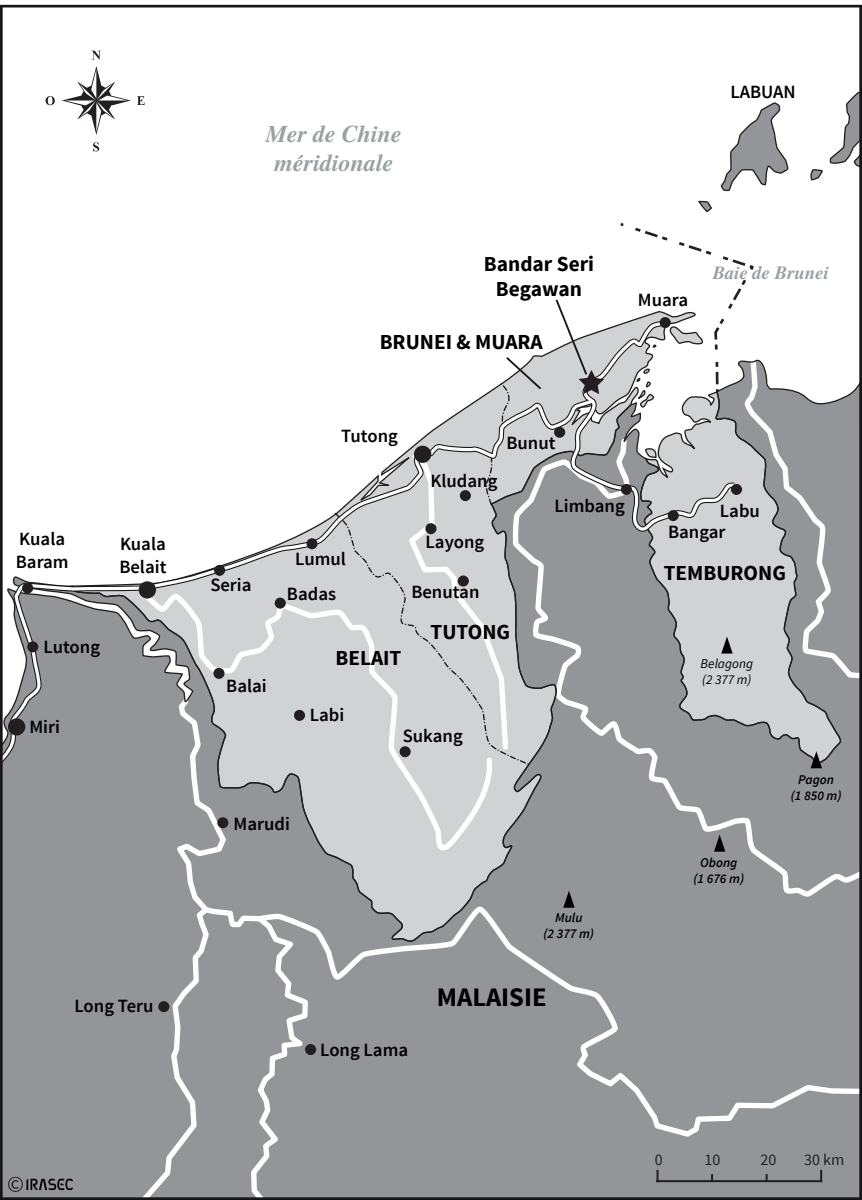 N
LABUAN
O
E
Mer de Chine
méridionale
S
Bandar Seri
Begawan
Baie de Brunei
Muara
BRUNEI & MUARA
Tutong
Bunut
Kludang
Limbang
Labu
Kuala
Baram
Kuala
Belait
Layong
Bangar
Lumul
Seria
TEMBURONG
Badas
Benutan
TUTONG
Lutong
BELAIT
Belagong
(2 377 m)
Balai
Labi
Miri
Sukang
Pagon
(1 850 m)
Marudi
Obong
(1 676 m)
Mulu
(2 377 m)
MALAISIE
Long Teru
Long Lama
0 10 20 30 km
© IRASEC